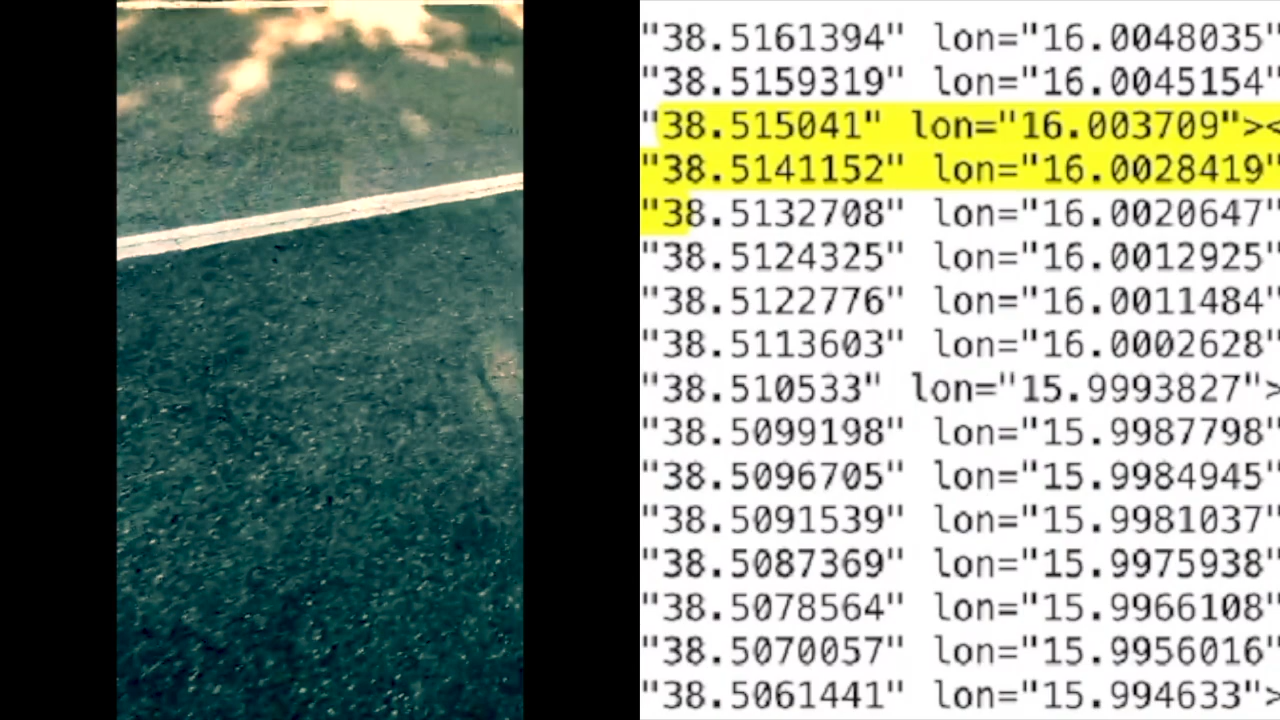 "38.5161394" lon="16.0048035"
"38.5159319" lon="16.0045154"
"38.515041" lon="16.003709"><
"38.5141152" lon="16.0028419"
"38.5132708" lon="16.0020647"
"38.5124325" lon="16.0012925"
"38.5122776" lon="16.0011484"
"38.5113603" lon="16.0002628"
"38.510533" lon="15.9993827">
"38.5099198" lon="15.9987798"
"38.5096705" lon="15.9984945"
"38.5091539" lon="15.9981037"
"38.5087369" lon="15.9975938"
"38.5078564" lon="15.9966108"
"38.5070057" lon="15.9956016"
"38.5061441" lon="15.994633">